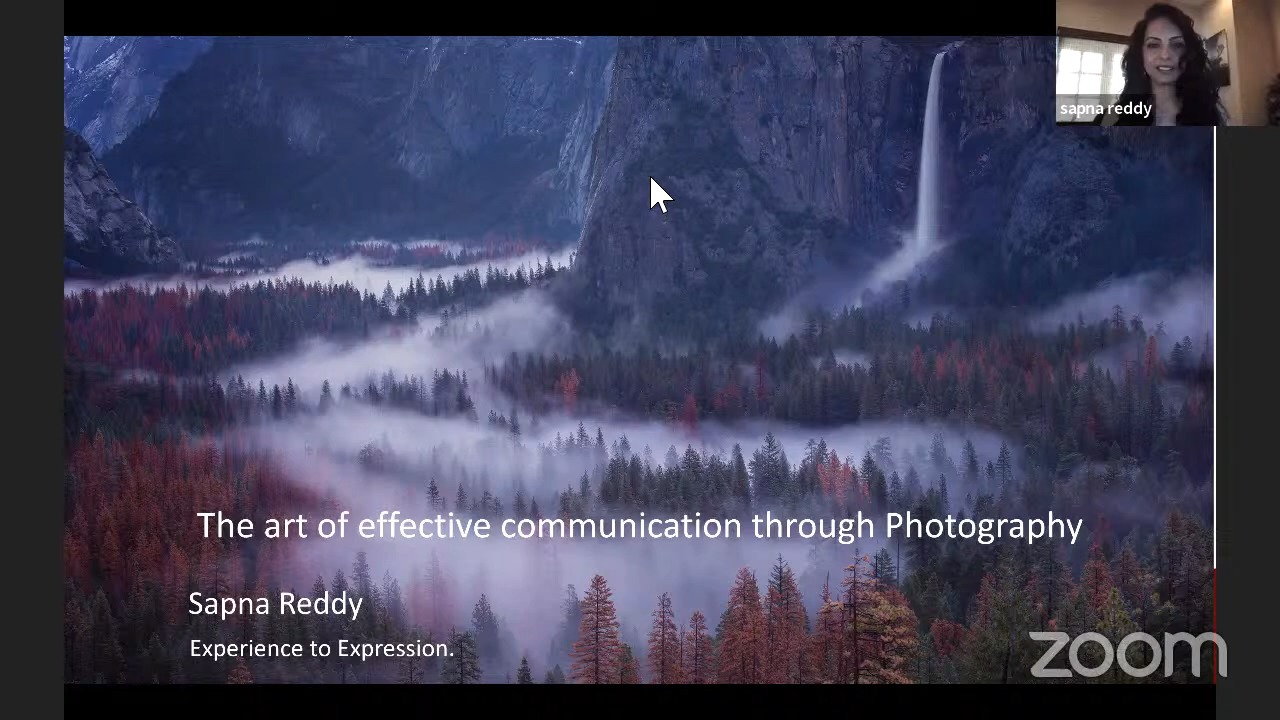 sapna reddy
The art of effective communication through Photography
Sapna Reddy
Experience to Expression.
zoom